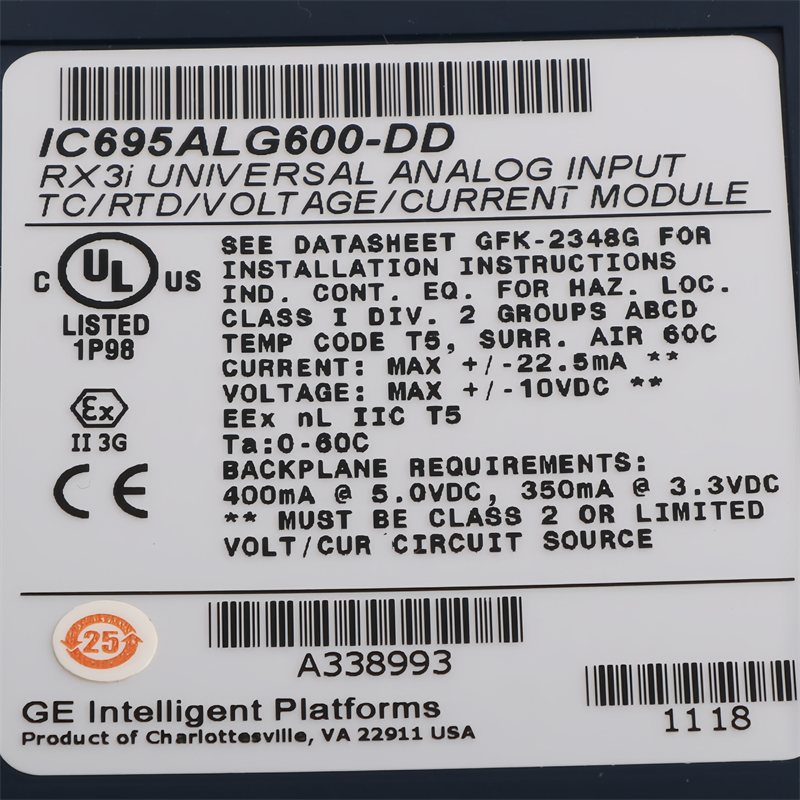 IC695ALG600-DD
RX3i UNIVERSAL ANALOG INPUT
TC/RTD/VOLTAGE/CURRENT MODULE
C UL US
LISTED
1P98
Ex
II 3G
CE
SEE DATASHEET GFK-2348G FOR
INSTALLATION INSTRUCTIONS
IND. CONT. EQ. FOR HAZ. LOC.
CLASS I DIV. 2 GROUPS ABCD
TEMP CODE T5, SURR. AIR 60C
CURRENT: MAX +/-22.5mA **
VOLTAGE: MAX +/-10VDC **
EEx nL IIC T5
Ta:0-60C
BACKPLANE REQUIREMENTS:
400mA @ 5.0VDC, 350mA @ 3.3VDC
** MUST BE CLASS 2 OR LIMITED
VOLT/CUR CIRCUIT SOURCE
25
A338993
1118
GE Intelligent Platforms
Product of Charlottesville, VA 22911 USA